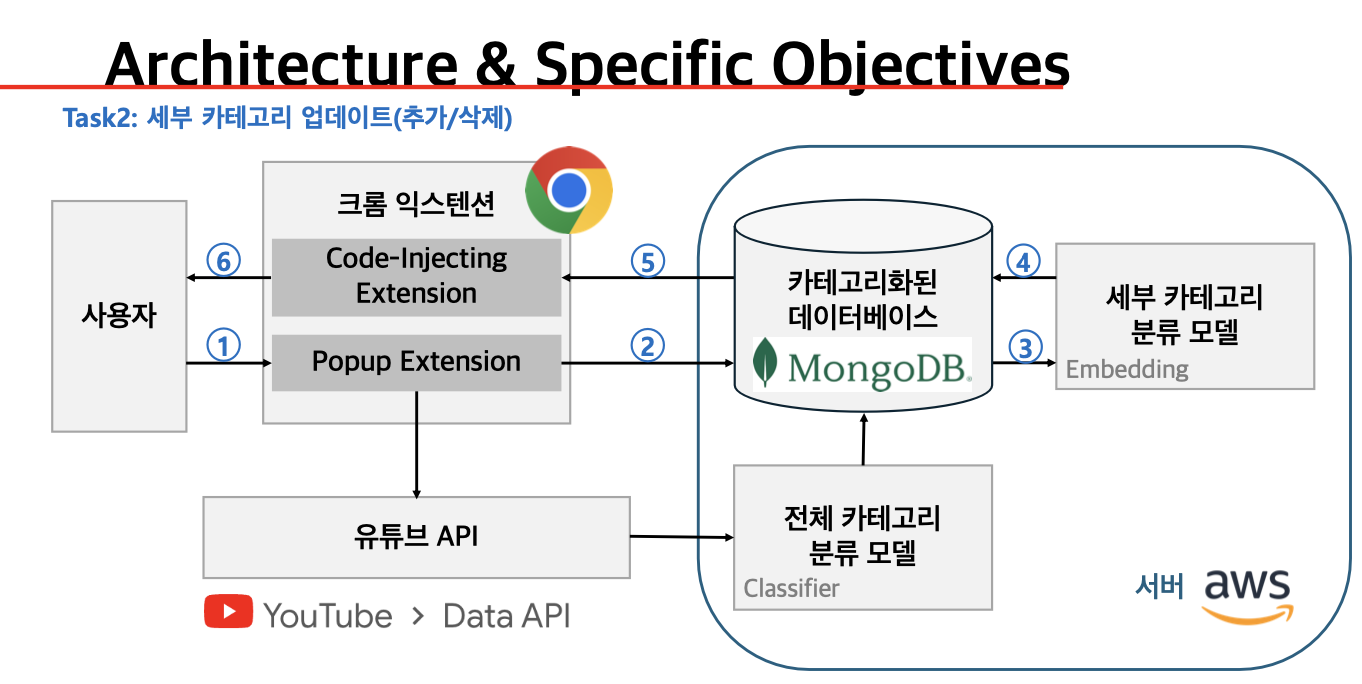 Architecture & Specific Objectives
Task2: 세부 카테고리 업데이트(추가/삭제)
크롬 익스텐션
사용자
⑥
Code-Injecting
Extension
⑤
카테고리화된
데이터베이스
④
세부 카테고리
분류 모델
①
Popup Extension
②
MongoDB®
③
Embedding
유튜브 API
전체 카테고리
분류 모델
Classifier
YouTube > Data API
서버 aws